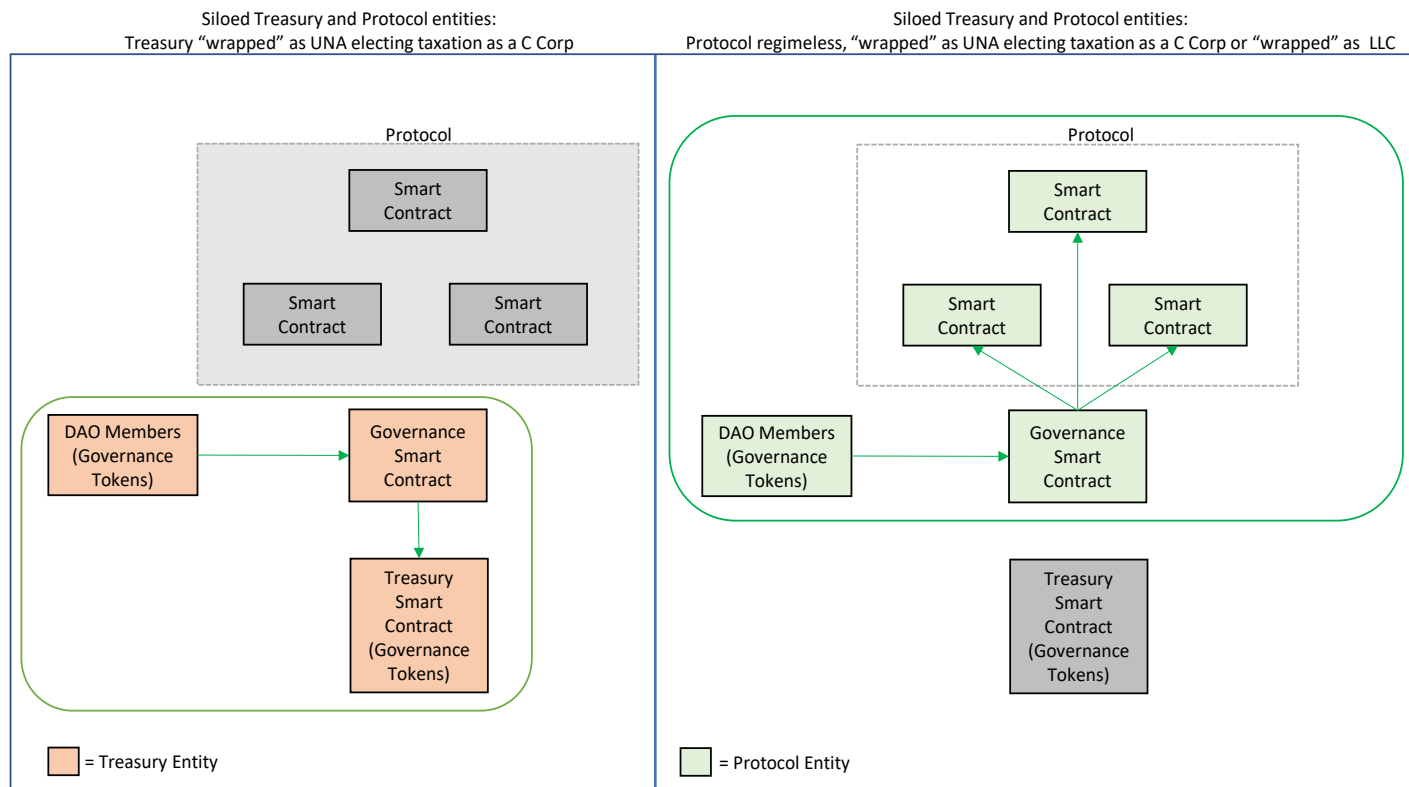 Siloed Treasury and Protocol entities:
Treasury “wrapped” as UNA electing taxation as a C Corp
Protocol
Smart
Contract
Smart
Contract
Smart
Contract
DAO Members
(Governance
Tokens)
Governance
Smart
Contract
Treasury
Smart
Contract
(Governance
Tokens)
= Treasury Entity
Siloed Treasury and Protocol entities:
Protocol regimeless, “wrapped” as UNA electing taxation as a C Corp or “wrapped” as  LLC
Protocol
Smart
Contract
Smart
Contract
Smart
Contract
DAO Members
(Governance
Tokens)
Governance
Smart
Contract
Treasury
Smart
Contract
(Governance
Tokens)
= Protocol Entity